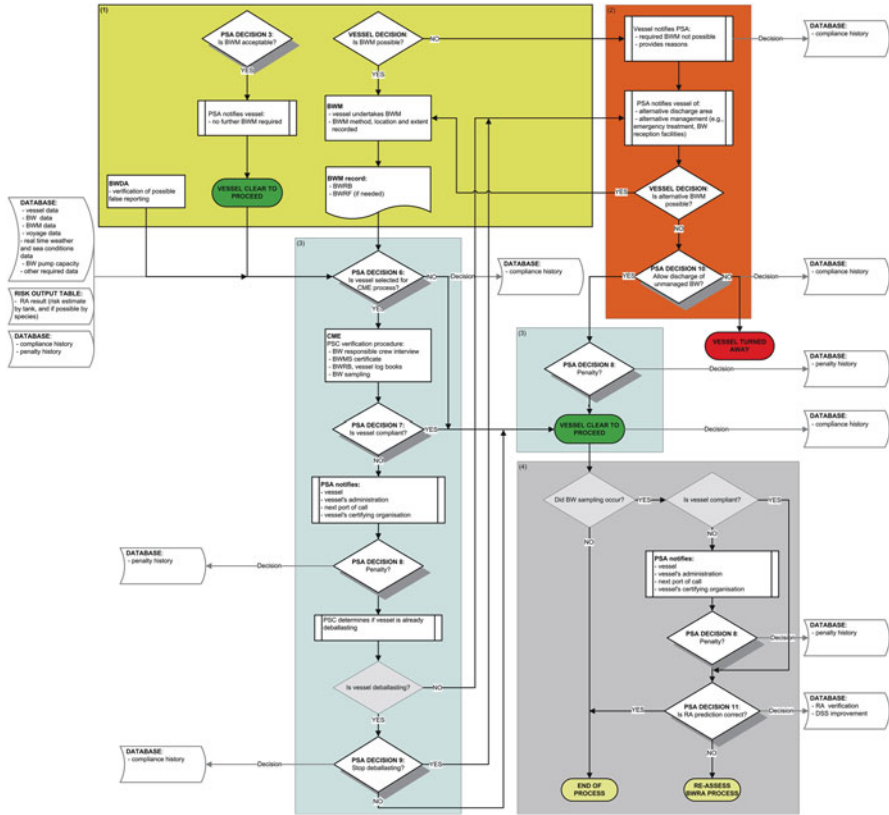 (1)
PSA DECISION 3:
Is BWM acceptable?
YES
PSA notifies vessel:
- no further BWM required
VESSEL CLEAR TO
PROCEED
VESSEL DECISION:
Is BWM possible?
NO
YES
BWM
- vessel undertakes BWM
- BWM method, location and extent
recorded
BWM record:
- BWRB
- BWRF (if needed)
BWDA
- verification of possible
false reporting
(2)
Vessel notifies PSA:
- required BWM not possible
- provides reasons
Decision
DATABASE:
- compliance history
PSA notifies vessel of:
- alternative discharge area
- alternative management (e.g.,
emergency treatment, BW
reception facilities)
VESSEL DECISION:
Is alternative BWM
possible?
YES
NO
PSA DECISION 10:
Allow discharge of
unmanaged BW?
YES
NO
Decision
DATABASE:
- compliance history
VESSEL TURNED
AWAY
DATABASE:
- vessel data
- BW data
- BWM data
- voyage data
- real time weather
and sea conditions
data
- BW pump capacity
- other required data
RISK OUTPUT TABLE:
- RA result (risk estimate
by tank, and if possible by
species)
DATABASE:
- compliance history
- penalty history
(3)
PSA DECISION 6:
Is vessel selected for
CME process?
NO
Decision
DATABASE:
- compliance history
YES
CME
PSC verification procedure:
- BW responsible crew interview
- BWMS certificate
- BWRB, vessel log books
- BW sampling
PSA DECISION 7:
Is vessel compliant?
YES
NO
PSA notifies:
- vessel
- vessel's administration
- next port of call
- vessel's certifying organisation
PSA DECISION 8:
Penalty?
Decision
DATABASE:
- penalty history
PSC determines if vessel is already
deballasting
Is vessel deballasting?
NO
YES
PSA DECISION 9:
Stop deballasting?
YES
NO
Decision
DATABASE:
- compliance history
(3)
PSA DECISION 8:
Penalty?
Decision
DATABASE:
- penalty history
VESSEL CLEAR TO
PROCEED
Decision
DATABASE:
- compliance history
(4)
Did BW sampling occur?
YES
Is vessel compliant?
YES
NO
NO
PSA notifies:
- vessel
- vessel's administration
- next port of call
- vessel's certifying organisation
PSA DECISION 8:
Penalty?
Decision
DATABASE:
- penalty history
PSA DECISION 11:
Is RA prediction correct?
YES
Decision
DATABASE:
- RA verification
- DSS improvement
NO
END OF
PROCESS
RE-ASSESS
BWRA PROCESS